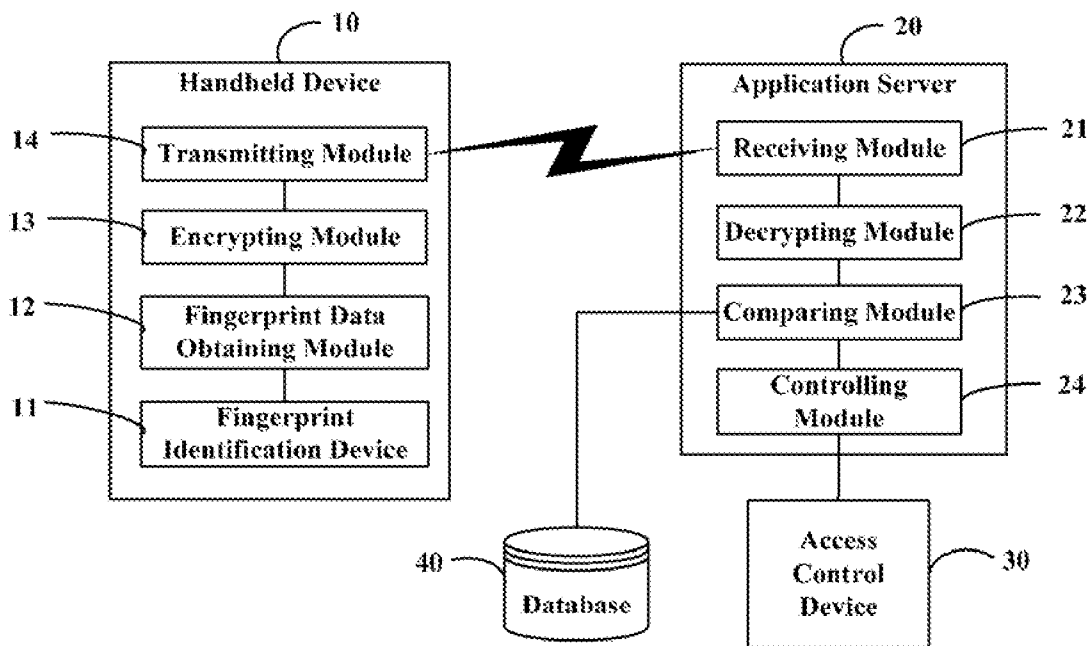 10
Handheld Device
14
Transmitting Module
13
Encrypting Module
12
Fingerprint Data
Obtaining Module
11
Fingerprint
Identification Device
20
Application Server
21
Receiving Module
22
Decrypting Module
23
Comparing Module
24
Controlling
Module
40
Database
30
Access
Control
Device